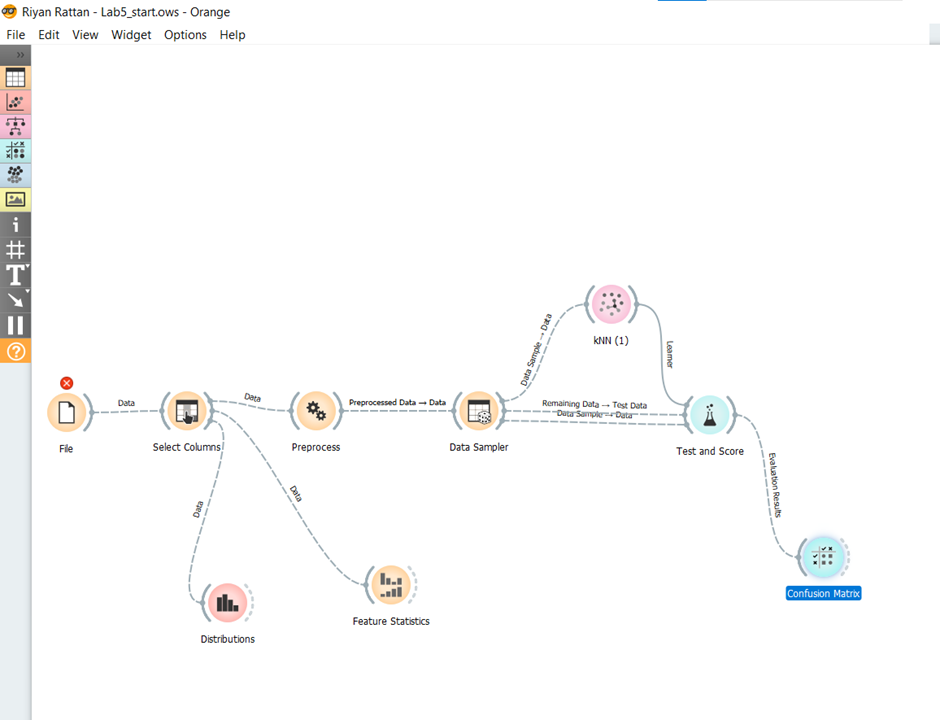 Riyan Rattan - Lab5_start.ows - Orange
File Edit View Widget Options Help
»
kNN (1)
Data Sample → Data
Learner
Data
Data
Preprocessed Data → Data
Remaining Data → Test Data
Data Sample → Data
File
Select Columns
Preprocess
Data Sampler
Test and Score
Data
Data
Evaluation Results
Confusion Matrix
Feature Statistics
Distributions